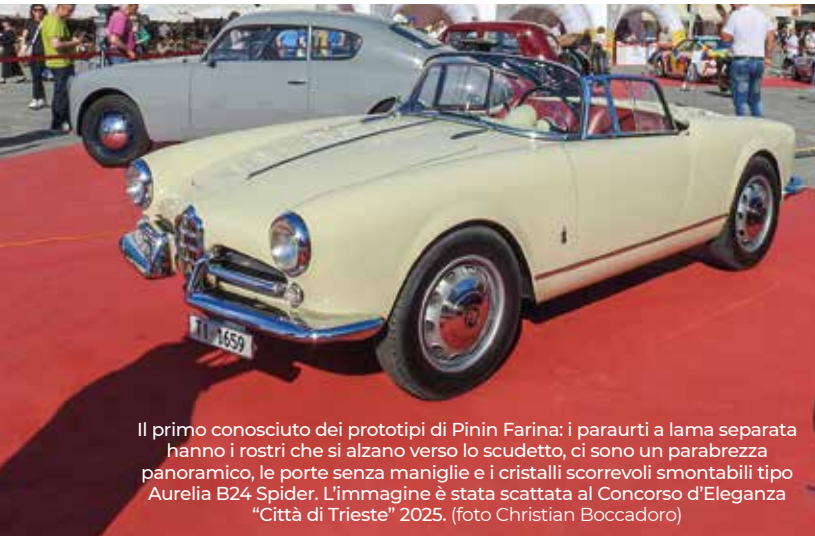 TI 1659
Il primo conosciuto dei prototipi di Pinin Farina: i paraurti a lama separata
hanno i rostri che si alzano verso lo scudetto, ci sono un parabrezza
panoramico, le porte senza maniglie e i cristalli scorrevoli smontabili tipo
Aurelia B24 Spider. L’immagine è stata scattata al Concorso d’Eleganza
“Città di Trieste” 2025. (foto Christian Boccadoro)